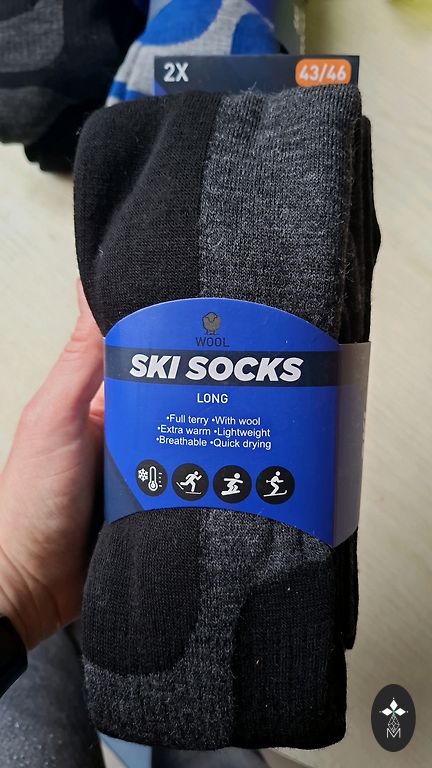 2X
43/46
WOOL
SKI SOCKS
LONG
•Full terry •With wool
•Extra warm •Lightweight
•Breathable •Quick drying
M